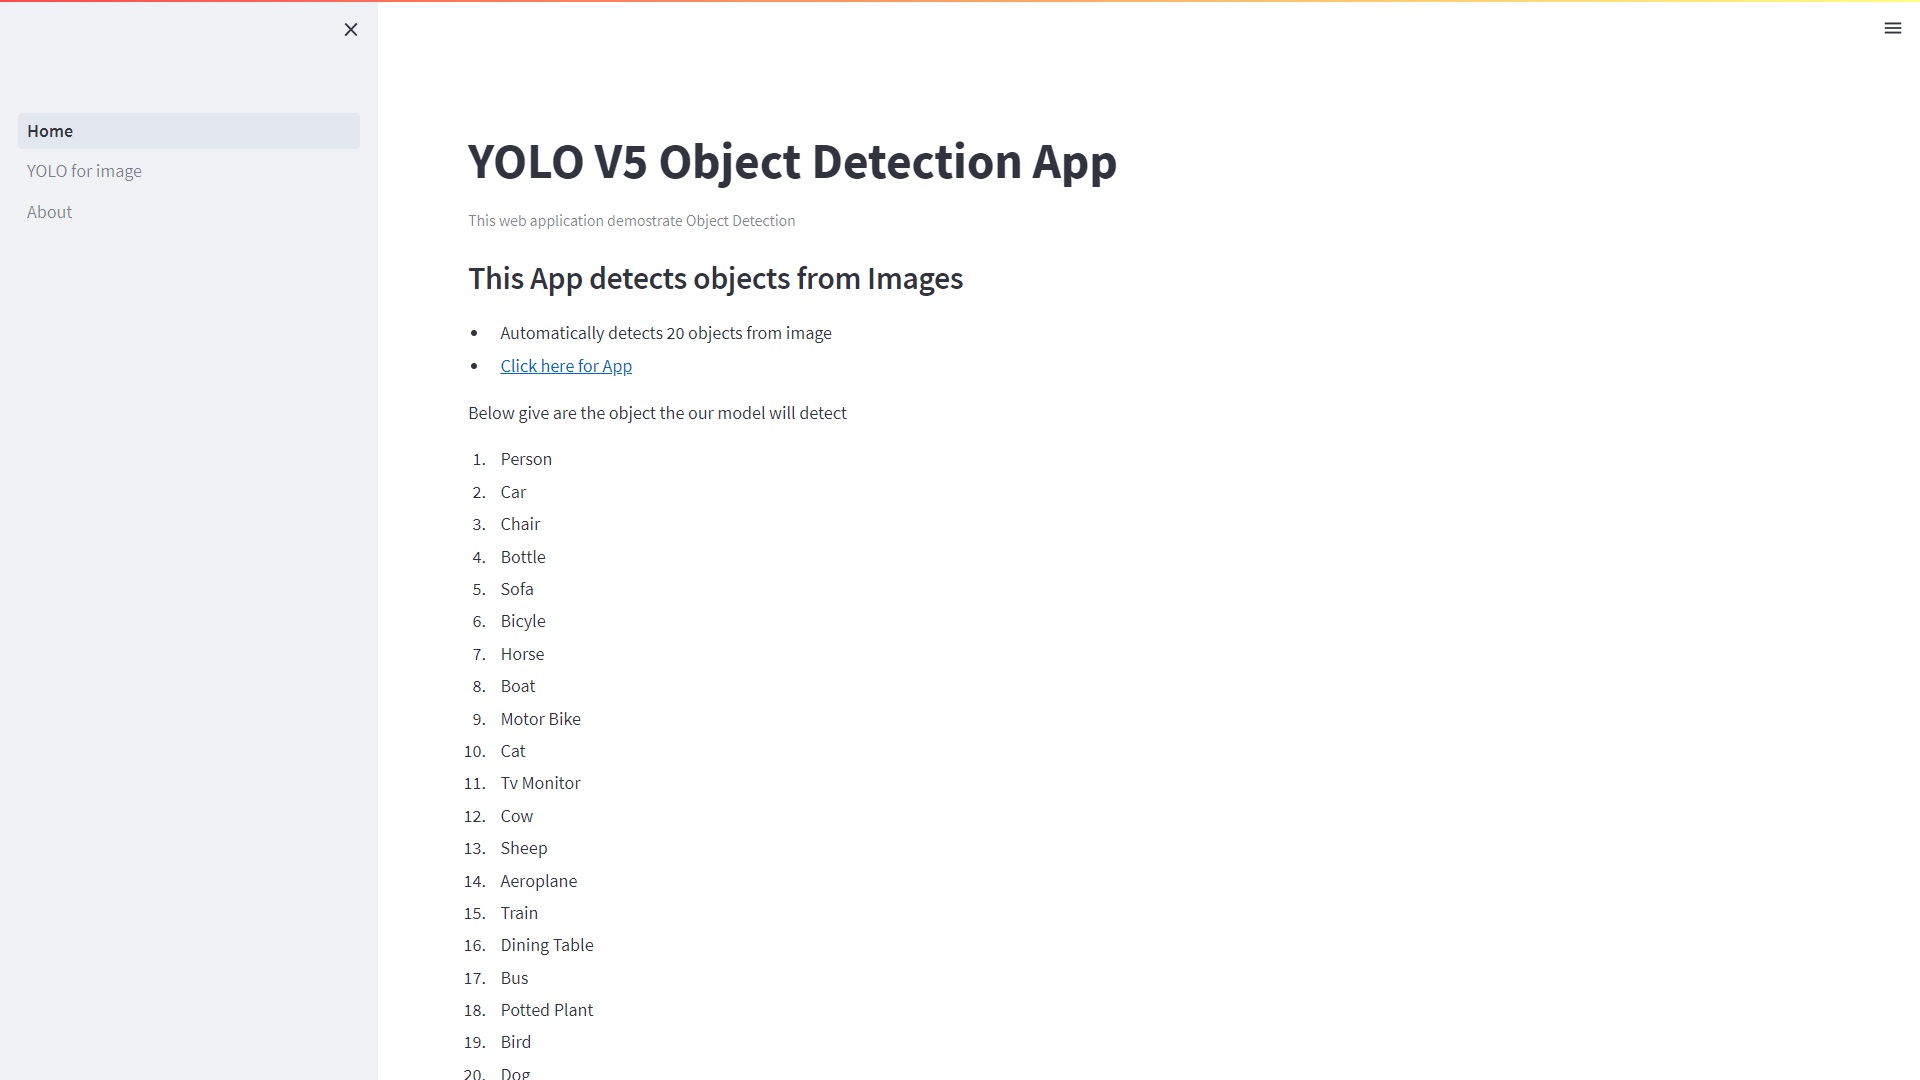 Home
YOLO for image
About
YOLO V5 Object Detection App
This web application demostrate Object Detection
This App detects objects from Images
• Automatically detects 20 objects from image
• Click here for App
Below give are the object the our model will detect
1. Person
2. Car
3. Chair
4. Bottle
5. Sofa
6. Bicyle
7. Horse
8. Boat
9. Motor Bike
10. Cat
11. Tv Monitor
12. Cow
13. Sheep
14. Aeroplane
15. Train
16. Dining Table
17. Bus
18. Potted Plant
19. Bird
20. Dog